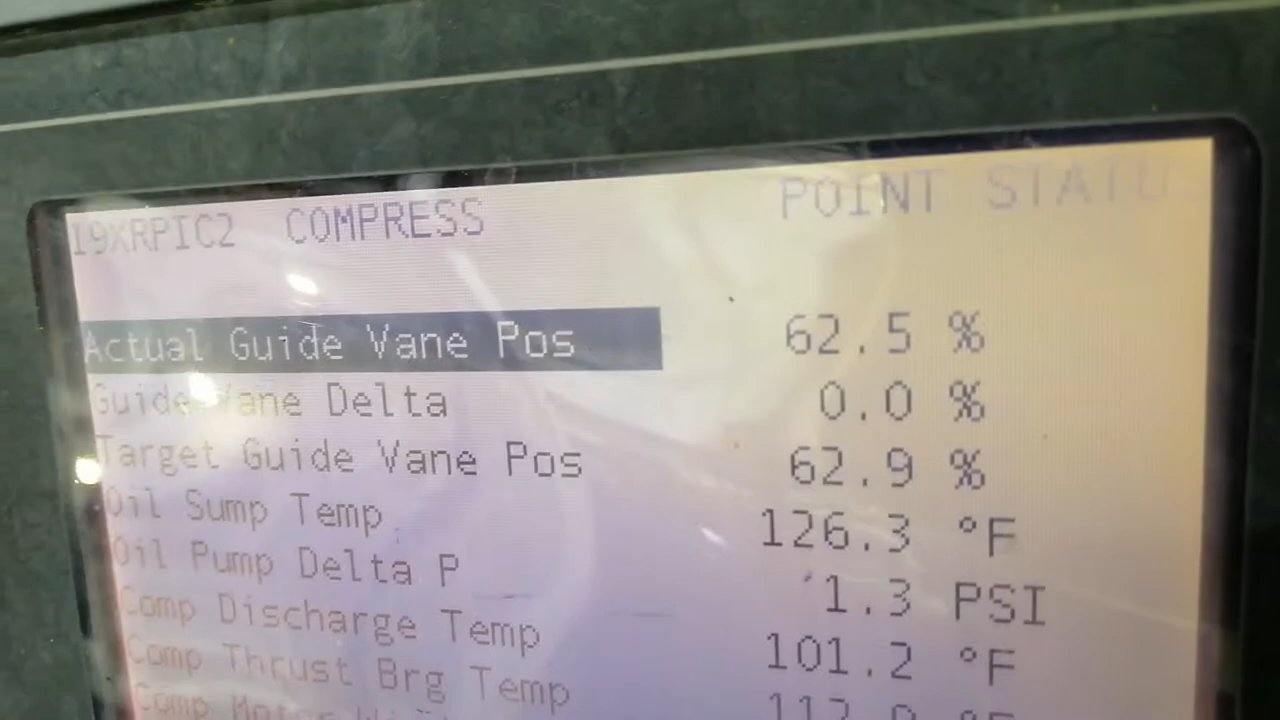 19XRPIC2 COMPRESS POINT STATU
Actual Guide Vane Pos 62.5 %
Guide Vane Delta 0.0 %
Target Guide Vane Pos 62.9 %
Oil Sump Temp 126.3 °F
Oil Pump Delta P 1.3 PSI
Comp Discharge Temp 101.2 °F
Comp Thrust Brg Temp °F
Comp Motor